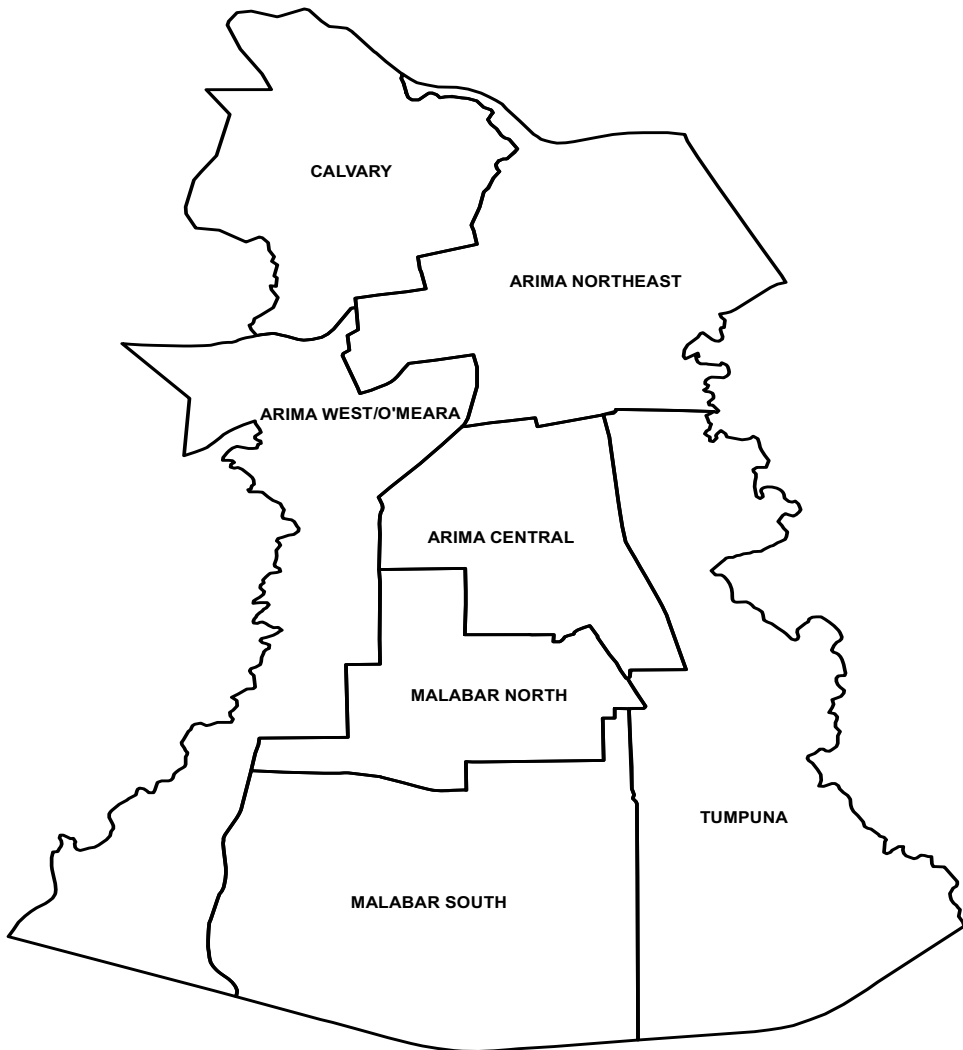 CALVARY
ARIMA NORTHEAST
ARIMA WEST/O'MEARA
ARIMA CENTRAL
MALABAR NORTH
TUMPUNA
MALABAR SOUTH